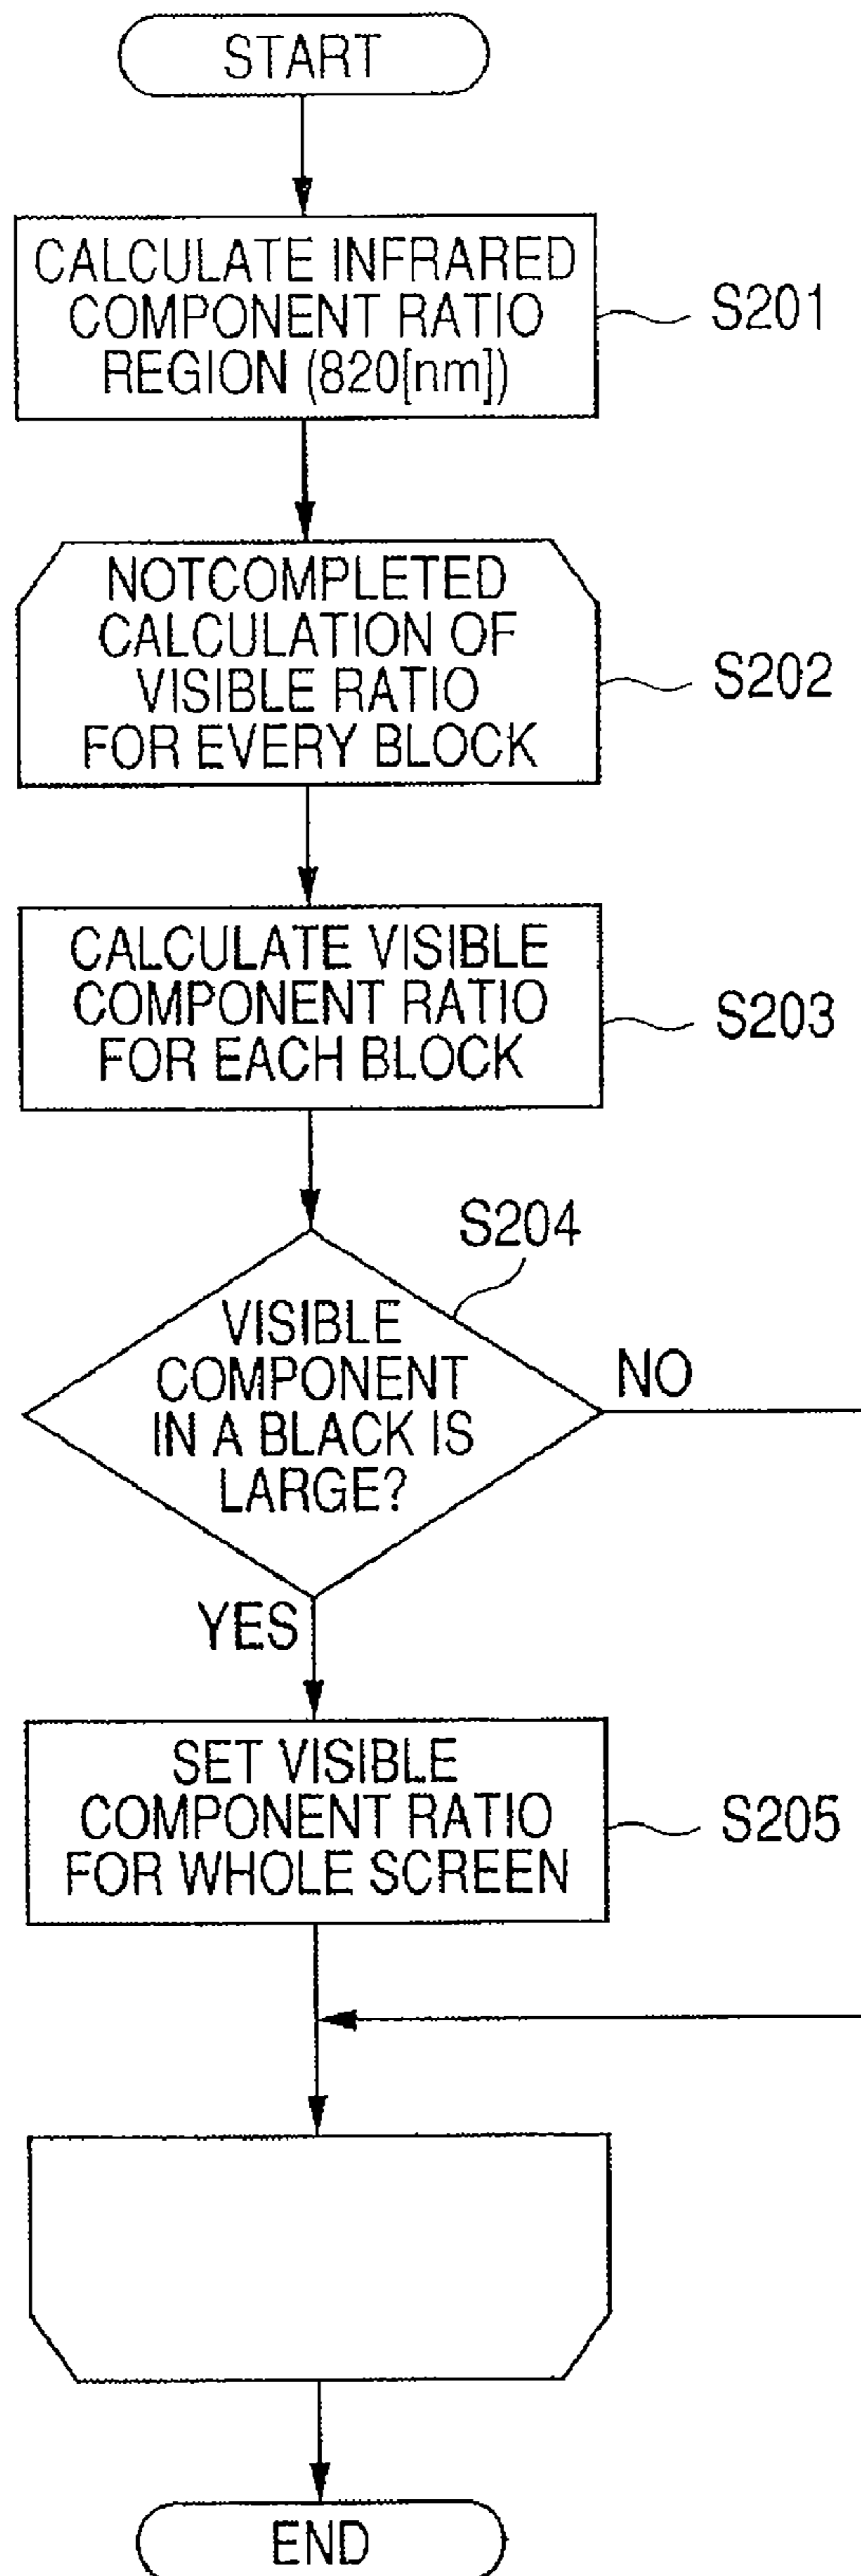 START
CALCULATE INFRARED
COMPONENT RATIO
REGION (820[nm])
S201
NOTCOMPLETED
CALCULATION OF
VISIBLE RATIO
FOR EVERY BLOCK
S202
CALCULATE VISIBLE
COMPONENT RATIO
FOR EACH BLOCK
S203
S204
VISIBLE
COMPONENT
IN A BLACK IS
LARGE?
NO
YES
SET VISIBLE
COMPONENT RATIO
FOR WHOLE SCREEN
S205
END